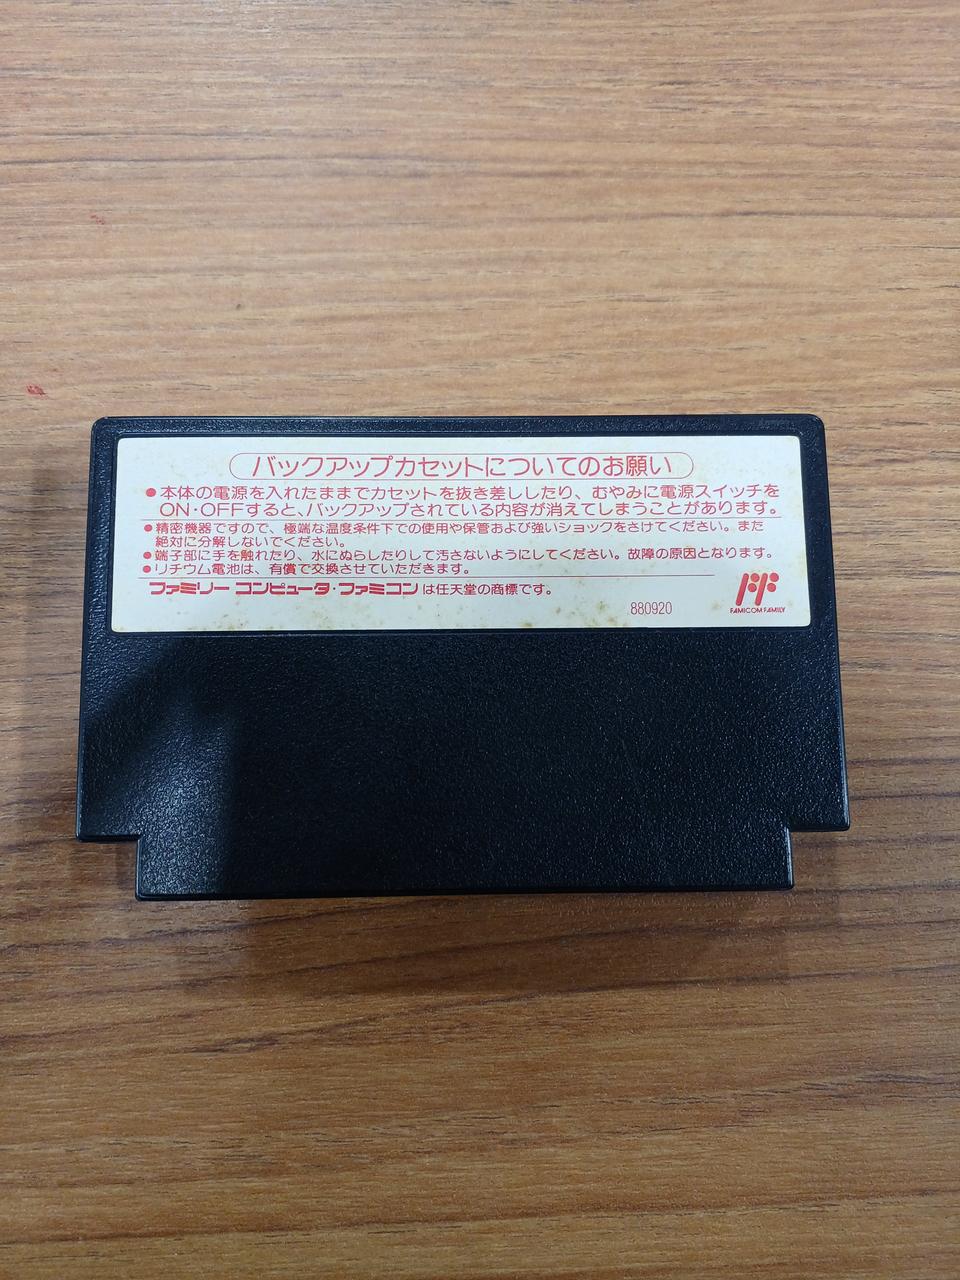 バックアップカセットについてのお願い
●本体の電源を入れたままでカセットを抜き差ししたり、むやみに電源スイッチを
ON・OFFすると、バックアップされている内容が消えてしまうことがあります。
●精密機器ですので、極端な温度条件下での使用や保管および強いショックをさけてください。また
絶対に分解しないでください。
●端子部に手を触れたり、水にぬらしたりして汚さないようにしてください。故障の原因となります。
●リチウム電池は、有償で交換させていただきます。
ファミリー コンピュータ・ファミコンは任天堂の商標です。
880920
FAMICOM FAMILY